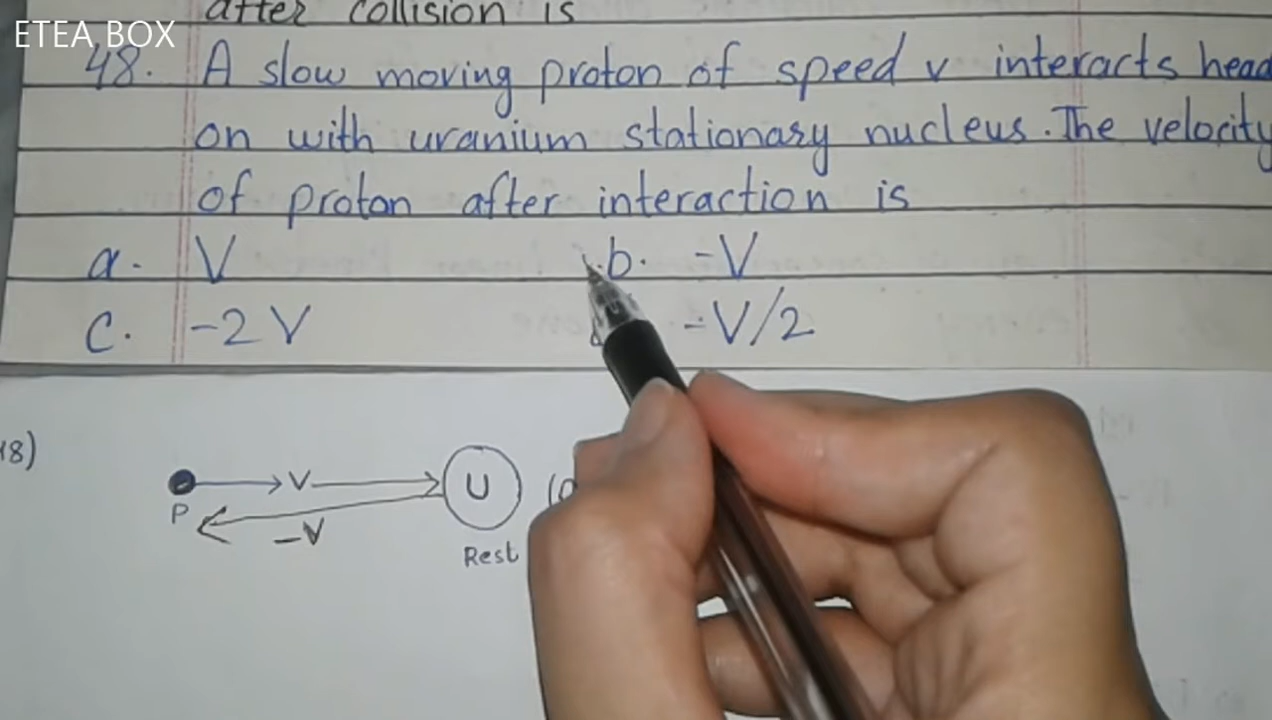 after collision is
ETEA BOX
48. A slow moving proton of speed v interacts head
on with uranium stationary nucleus. The velocity
of proton after interaction is
a. V b. -V
c. -2V -V/2
18)
V U
P -V
Rest